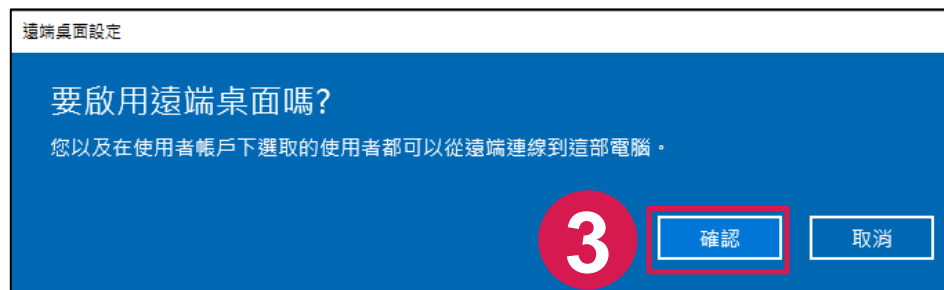 遠端桌面設定
要啟用遠端桌面嗎?
您以及在使用者帳戶下選取的使用者都可以從遠端連線到這部電腦。
3 確認 取消